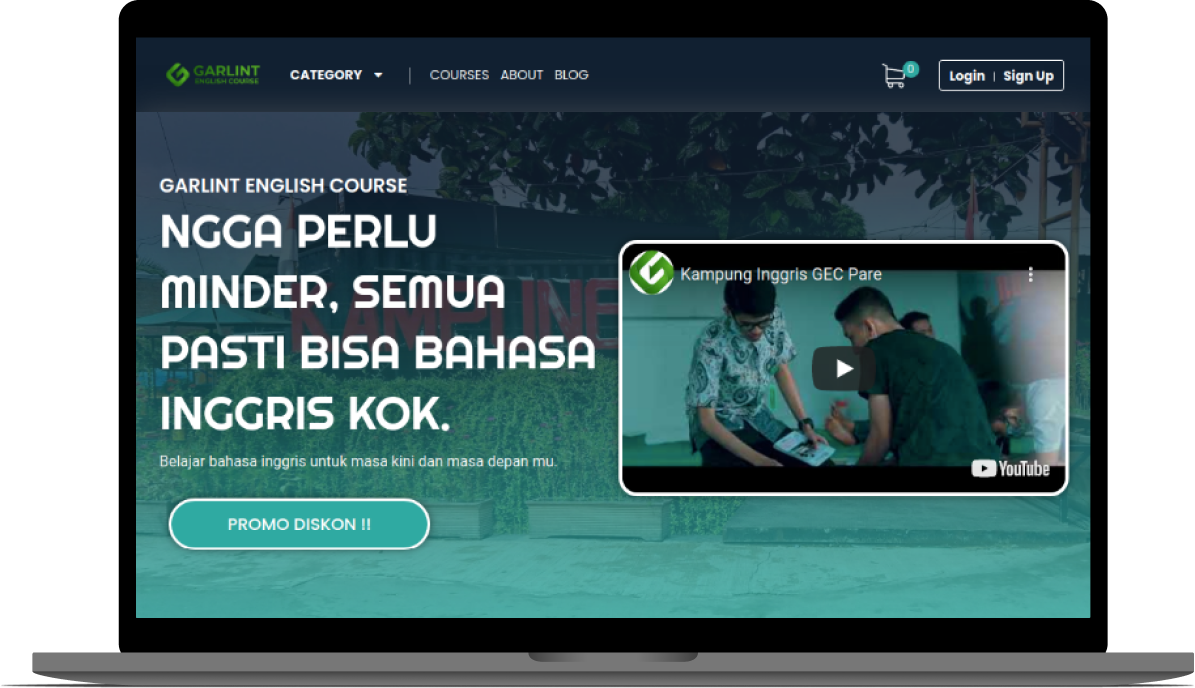 GARLINT
ENGLISH COURSE
CATEGORY
COURSES
ABOUT
BLOG
0
Login | Sign Up
GARLINT ENGLISH COURSE
NGGA PERLU
MINDER, SEMUA
PASTI BISA BAHASA
INGGRIS KOK.
Belajar bahasa inggris untuk masa kini dan masa depan mu.
PROMO DISKON !!
Kampung Inggris GEC Pare
YouTube